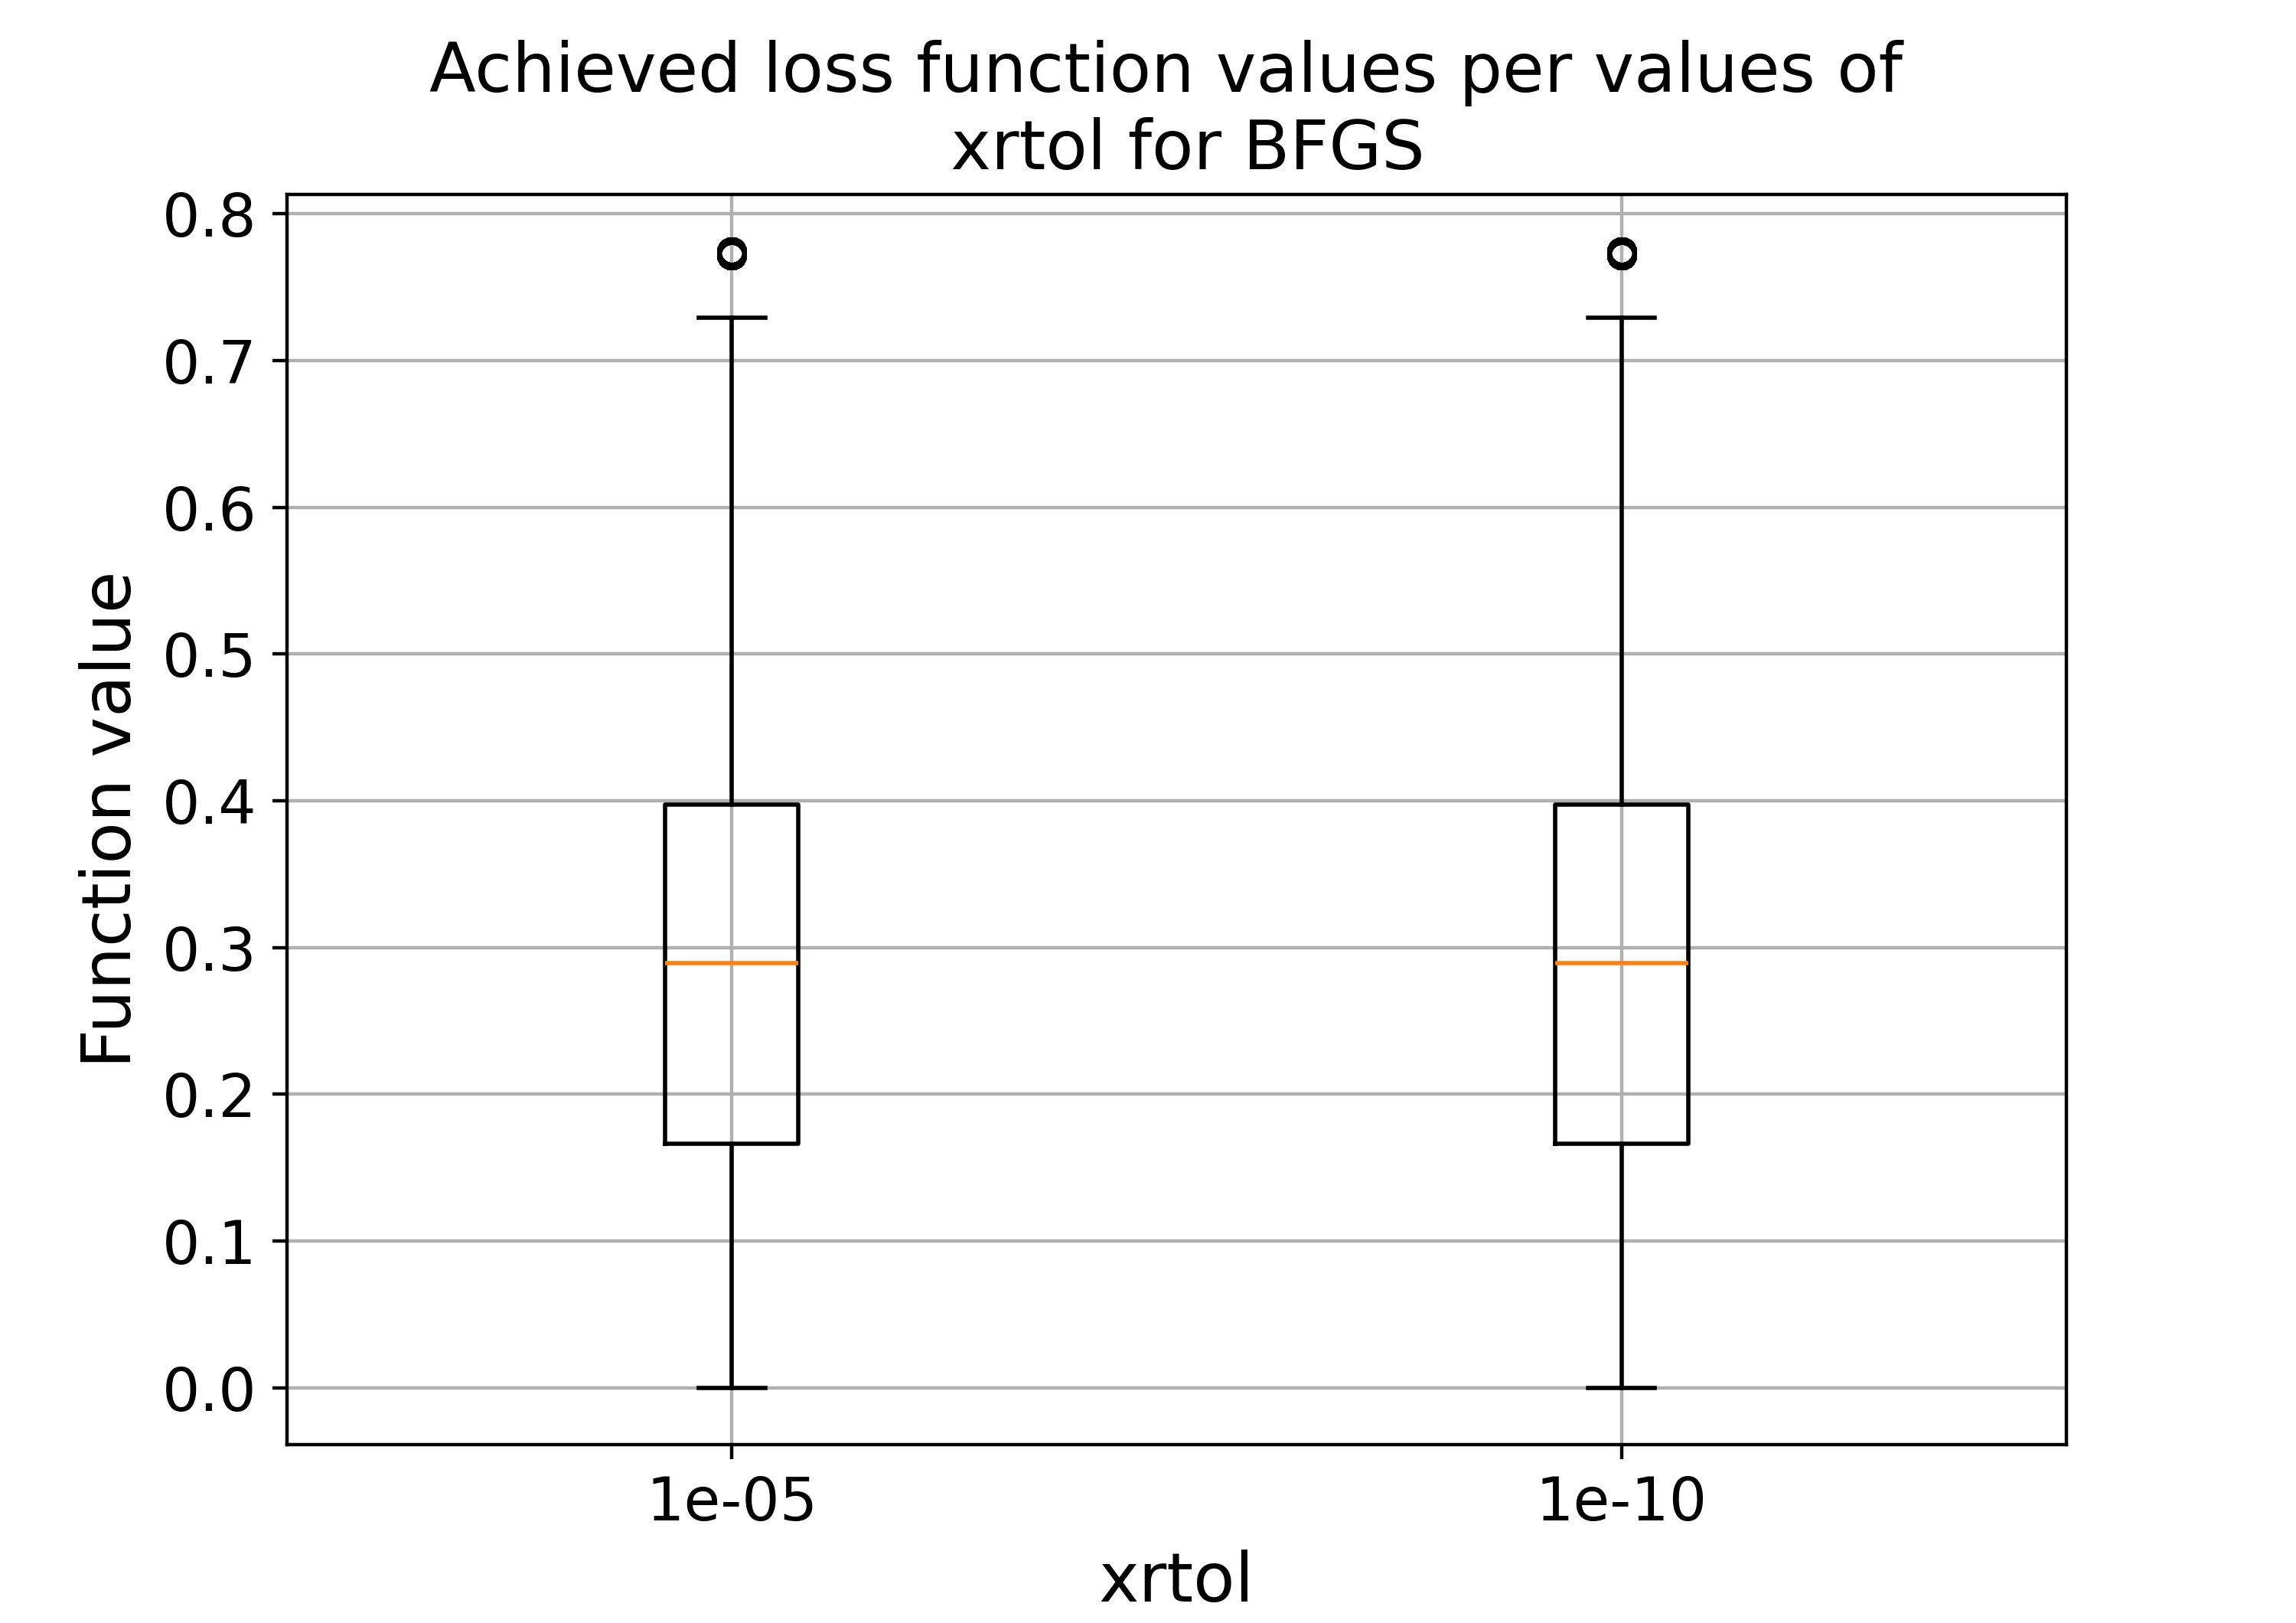 Achieved loss function values per values of
xrtol for BFGS
0.8
0.7
0.6
0.5
0.4
0.3
0.2
0.1
0.0
Function value
1e-05
1e-10
xrtol